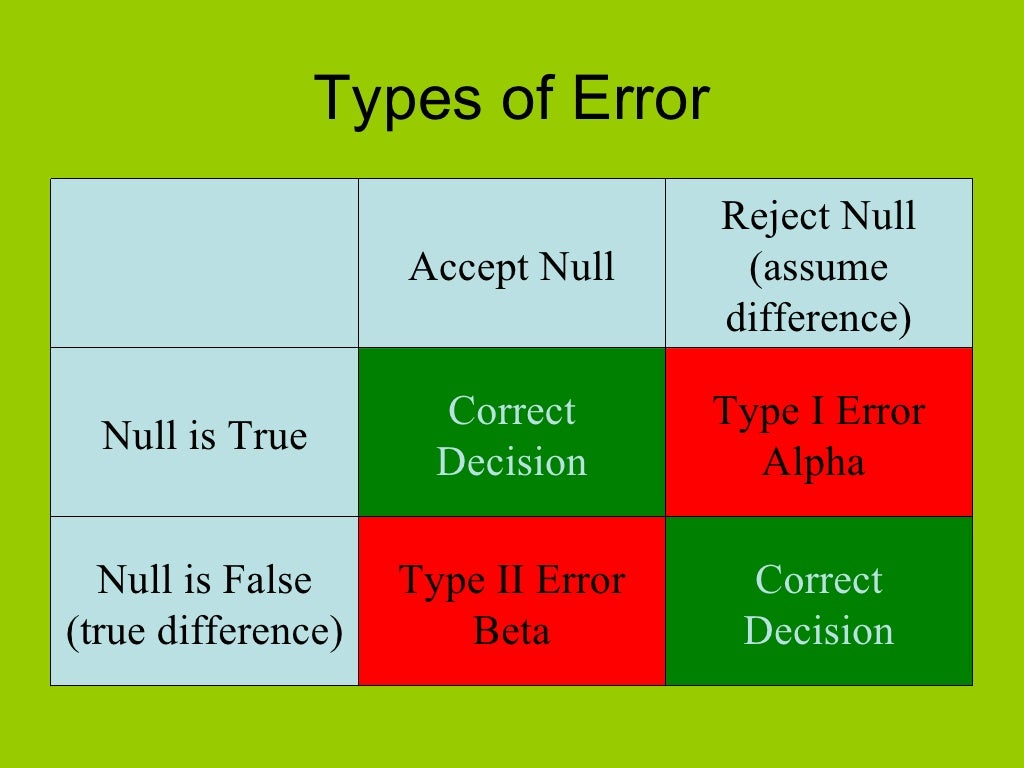 Types of Error
Accept Null
Reject Null
(assume
difference)
Null is True
Correct
Decision
Type I Error
Alpha
Null is False
(true difference)
Type II Error
Beta
Correct
Decision